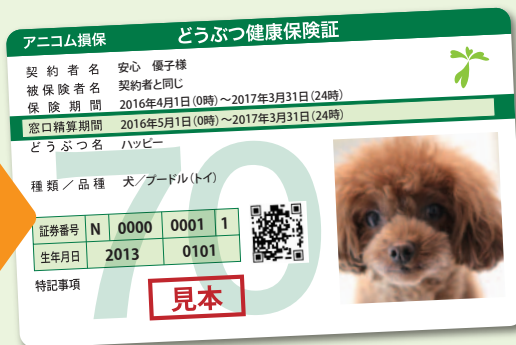 アニコム損保 どうぶつ健康保険証
契約者名 安心 優子様
被保険者名 契約者と同じ
保険期間 2016年4月1日(0時)~2017年3月31日(24時)
窓口精算期間 2016年5月1日(0時)~2017年3月31日(24時)
どうぶつ名 ハッピー
種類/品種 犬/プードル(トイ)
70
証券番号 N 0000 0001 1
生年月日 2013 0101
特記事項
見本